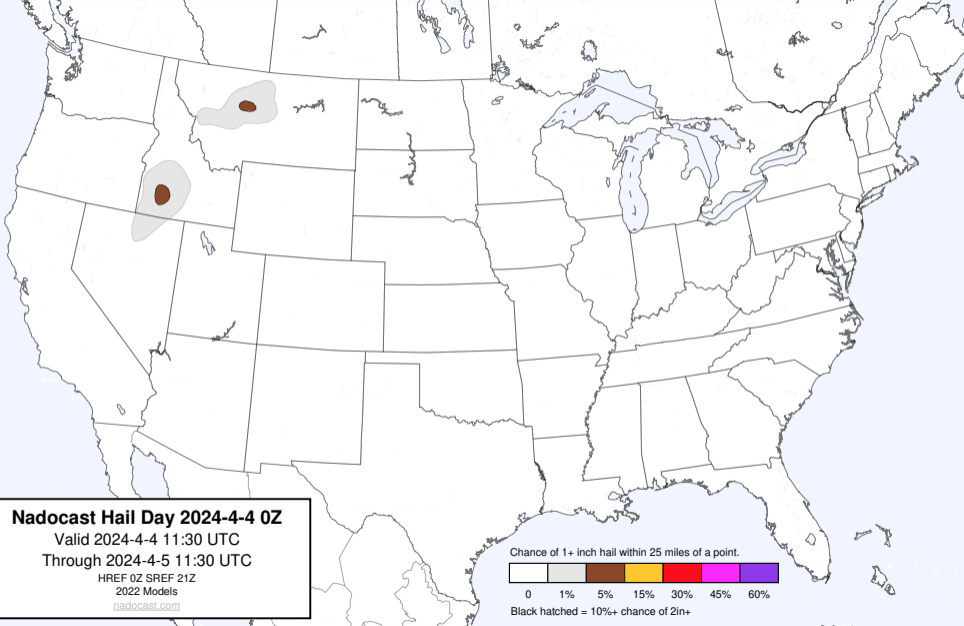 Nadocast Hail Day 2024-4-4 0Z
Valid 2024-4-4 11:30 UTC
Through 2024-4-5 11:30 UTC
HREF 0Z SREF 21Z
2022 Models
nadocast.com
Chance of 1+ inch hail within 25 miles of a point.
0 1% 5% 15% 30% 45% 60%
Black hatched = 10%+ chance of 2in+